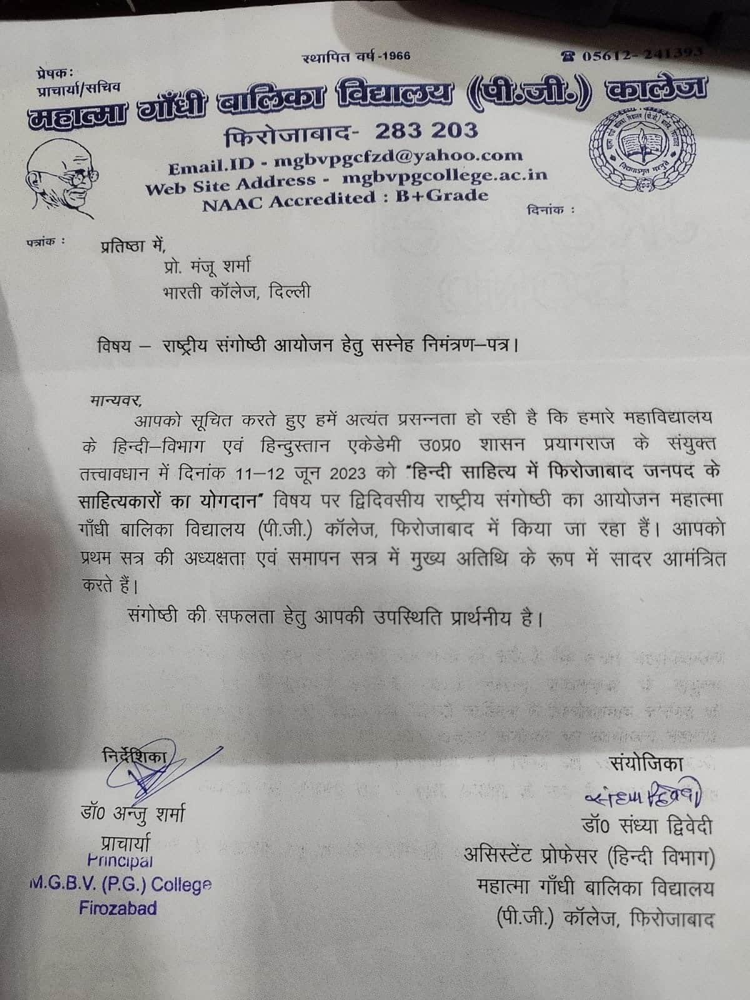 स्थापित वर्ष-1966
☎ 05612-241393
प्रेषक:
प्राचार्या/सचिव
महात्मा गाँधी बालिका विद्यालय (पी.जी.) कालेज
फिरोजाबाद- 283 203
Email.ID - mgbvpgcfzd@yahoo.com
Web Site Address - mgbvpgcollege.ac.in
NAAC Accredited : B+Grade
दिनांक :
पत्रांक :
प्रतिष्ठा में,
प्रो. मंजू शर्मा
भारती कॉलेज, दिल्ली
विषय – राष्ट्रीय संगोष्ठी आयोजन हेतु सस्नेह निमंत्रण–पत्र।
मान्यवर,
आपको सूचित करते हुए हमें अत्यंत प्रसन्नता हो रही है कि हमारे महाविद्यालय
के हिन्दी–विभाग एवं हिन्दुस्तान एकेडेमी उ0प्र0 शासन प्रयागराज के संयुक्त
तत्त्वावधान में दिनांक 11–12 जून 2023 को "हिन्दी साहित्य में फिरोजाबाद जनपद के
साहित्यकारों का योगदान" विषय पर द्विदिवसीय राष्ट्रीय संगोष्ठी का आयोजन महात्मा
गाँधी बालिका विद्यालय (पी.जी.) कॉलेज, फिरोजाबाद में किया जा रहा हैं। आपको
प्रथम सत्र की अध्यक्षता एवं समापन सत्र में मुख्य अतिथि के रूप में सादर आमंत्रित
करते हैं।
संगोष्ठी की सफलता हेतु आपकी उपस्थिति प्रार्थनीय है।
निर्देशिका
डॉ0 अन्जु शर्मा
प्राचार्या
Principal
M.G.B.V. (P.G.) College
Firozabad
संयोजिका
संध्या द्विवेदी
डॉ0 संध्या द्विवेदी
असिस्टेंट प्रोफेसर (हिन्दी विभाग)
महात्मा गाँधी बालिका विद्यालय
(पी.जी.) कॉलेज, फिरोजाबाद